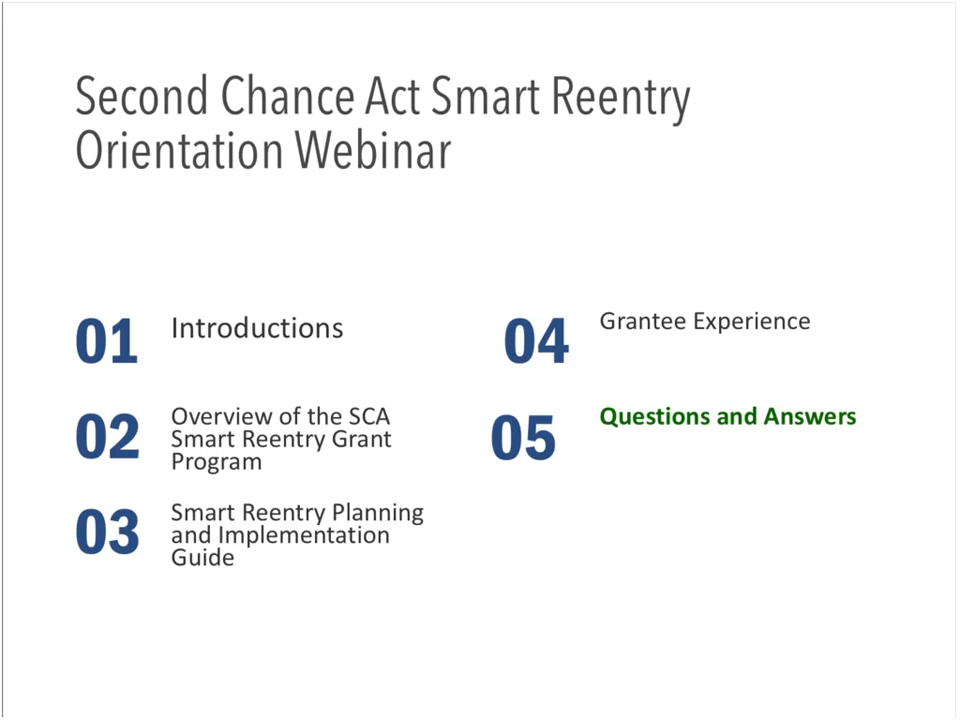 Second Chance Act Smart Reentry
Orientation Webinar
01 Introductions
02 Overview of the SCA
Smart Reentry Grant
Program
03 Smart Reentry Planning
and Implementation
Guide
04 Grantee Experience
05 Questions and Answers